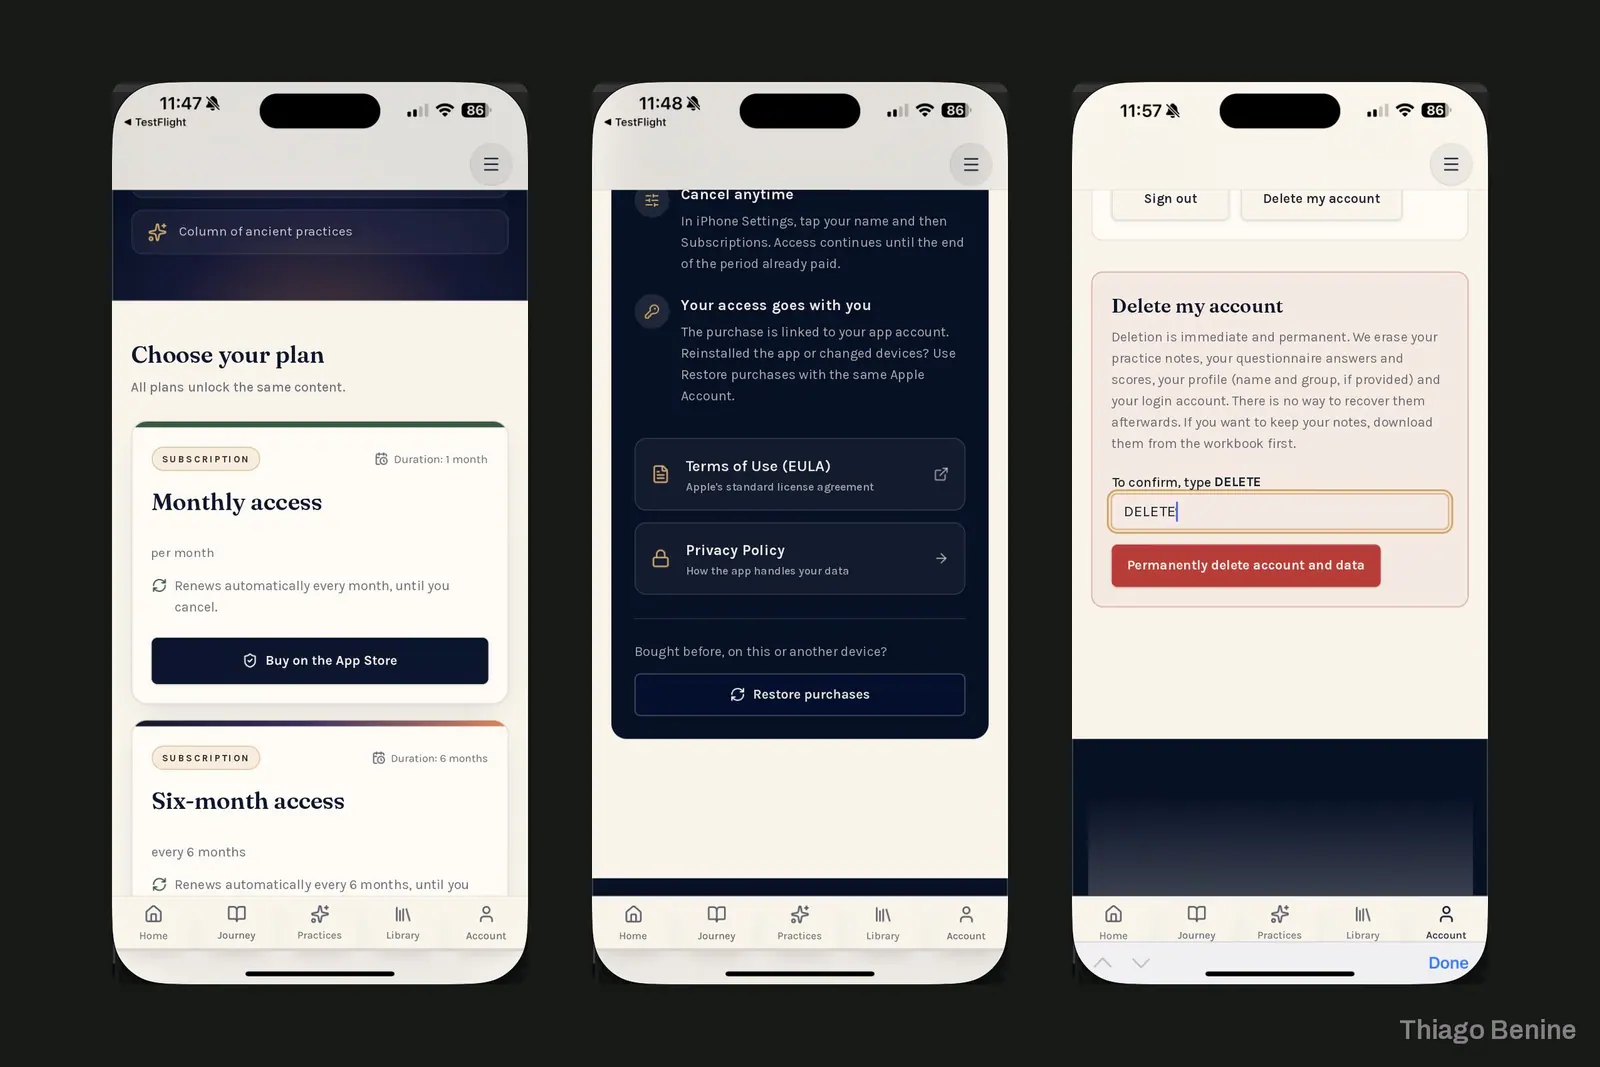 11:47
86
TestFlight
Column of ancient practices
Choose your plan
All plans unlock the same content.
SUBSCRIPTION
Duration: 1 month
Monthly access
per month
Renews automatically every month, until you
cancel.
Buy on the App Store
SUBSCRIPTION
Duration: 6 months
Six-month access
every 6 months
Renews automatically every 6 months, until you
Home
Journey
Practices
Library
Account
11:48
86
TestFlight
Cancel anytime
In iPhone Settings, tap your name and then
Subscriptions. Access continues until the end
of the period already paid.
Your access goes with you
The purchase is linked to your app account.
Reinstalled the app or changed devices? Use
Restore purchases with the same Apple
Account.
Terms of Use (EULA)
Apple's standard license agreement
Privacy Policy
How the app handles your data
Bought before, on this or another device?
Restore purchases
Home
Journey
Practices
Library
Account
11:57
86
Sign out
Delete my account
Delete my account
Deletion is immediate and permanent. We erase your
practice notes, your questionnaire answers and
scores, your profile (name and group, if provided) and
your login account. There is no way to recover them
afterwards. If you want to keep your notes, download
them from the workbook first.
To confirm, type DELETE
DELETE
Permanently delete account and data
Home
Journey
Practices
Library
Account
Done
Thiago Benine